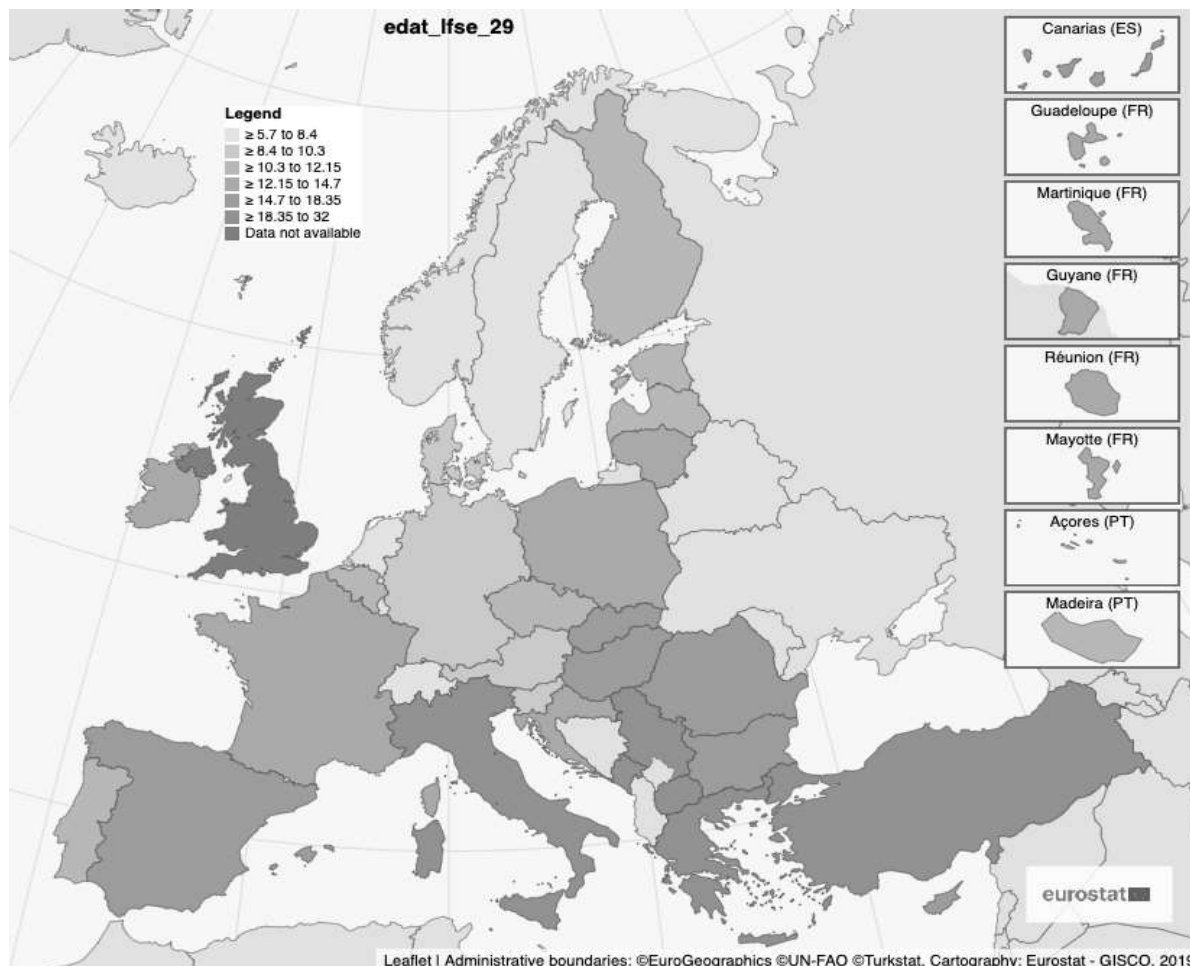 edat_lfse_29
Legend
≥ 5.7 to 8.4
≥ 8.4 to 10.3
≥ 10.3 to 12.15
≥ 12.15 to 14.7
≥ 14.7 to 18.35
≥ 18.35 to 32
Data not available
Canarias (ES)
Guadeloupe (FR)
Martinique (FR)
Guyane (FR)
Réunion (FR)
Mayotte (FR)
Açores (PT)
Madeira (PT)
eurostat
Leaflet | Administrative boundaries: ©EuroGeographics ©UN-FAO ©Turkstat, Cartography: Eurostat - GISCO, 2019